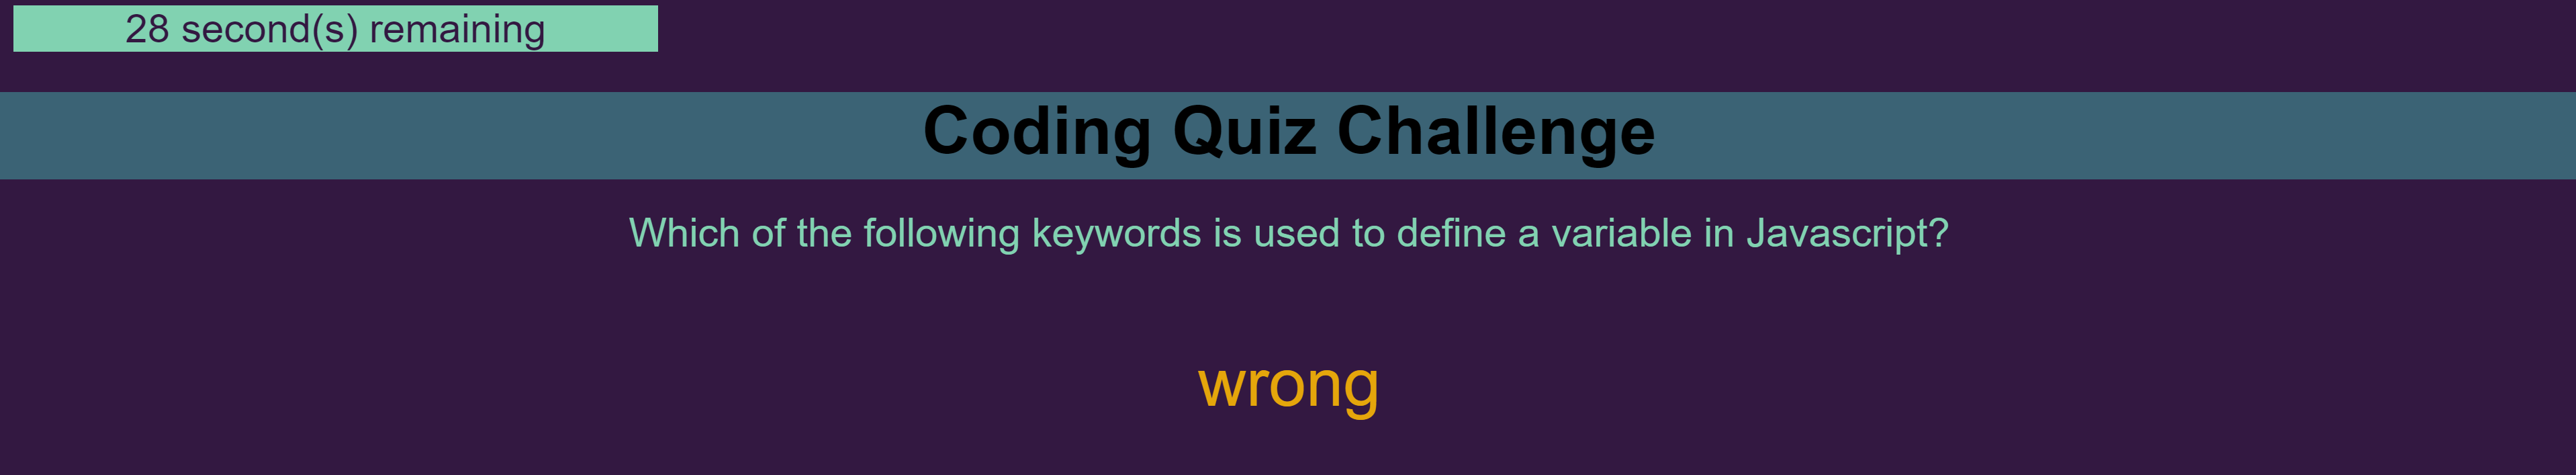 28 second(s) remaining
Coding Quiz Challenge
Which of the following keywords is used to define a variable in Javascript?
wrong